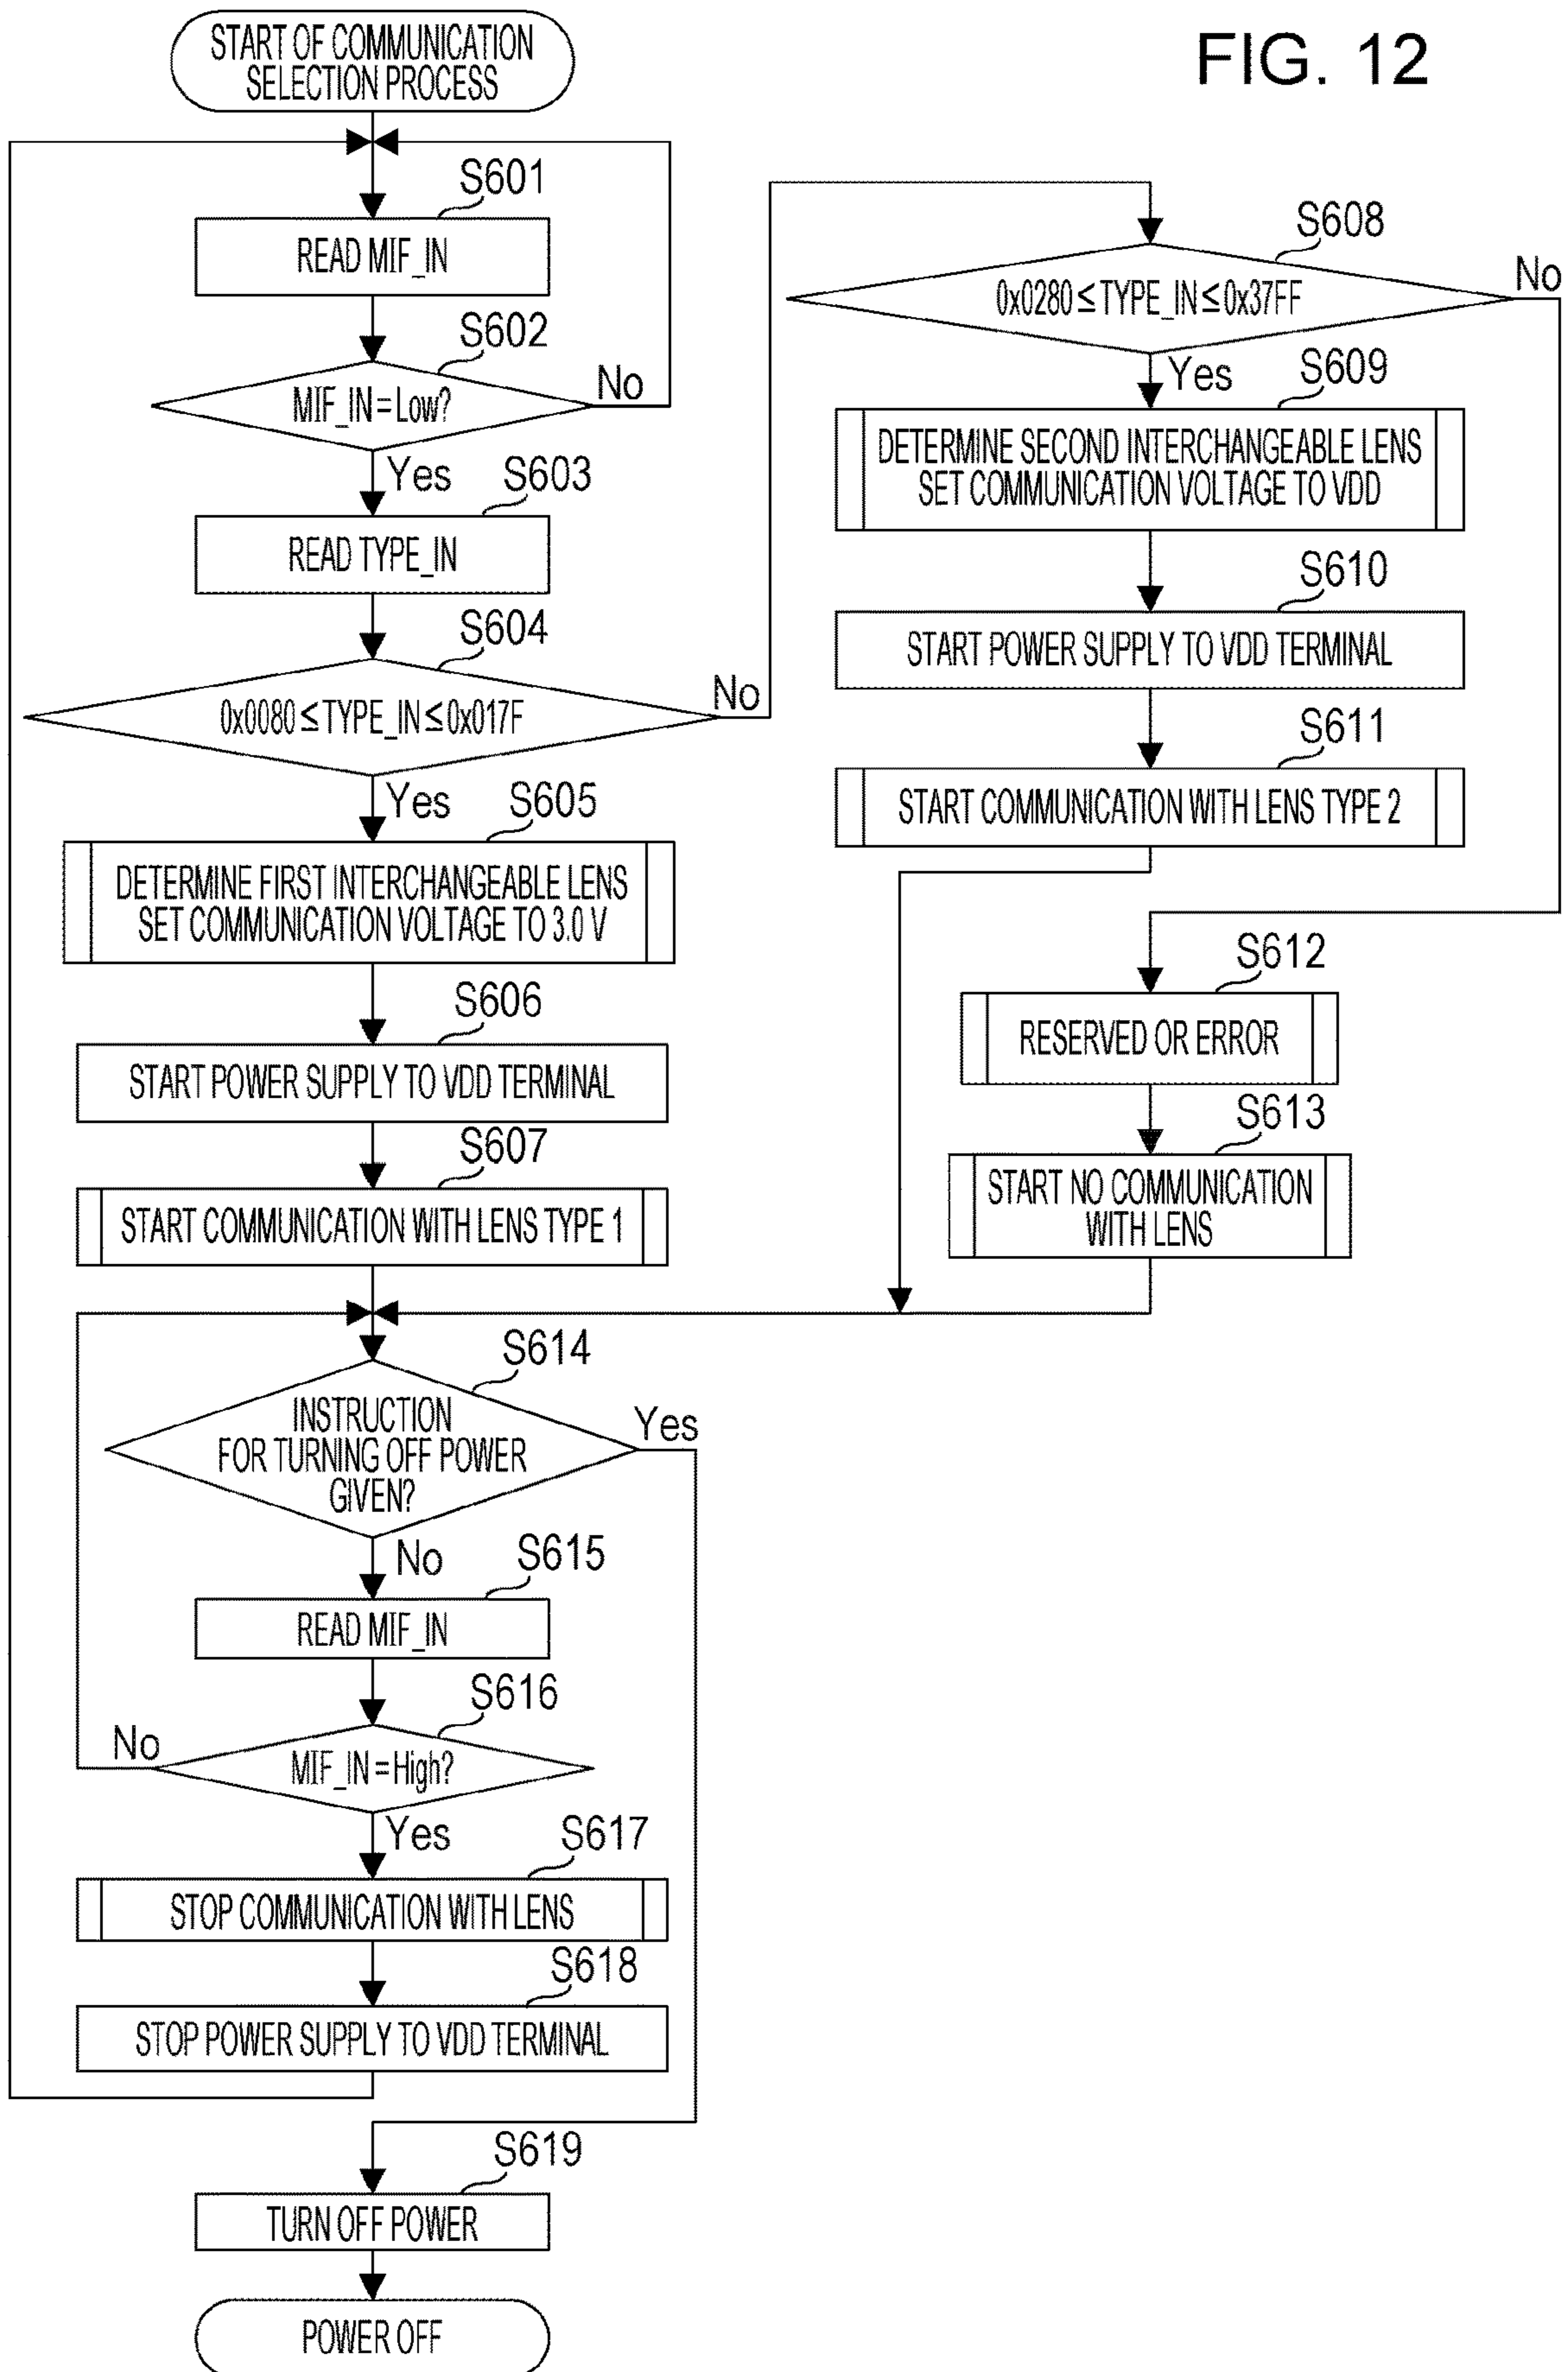 FIG. 12
START OF COMMUNICATION
SELECTION PROCESS
S601
READ MIF_IN
S602
MIF_IN=Low?
No
Yes
S603
READ TYPE_IN
S604
0x0080≤TYPE_IN≤0x017F
No
Yes
S605
DETERMINE FIRST INTERCHANGEABLE LENS
SET COMMUNICATION VOLTAGE TO 3.0 V
S606
START POWER SUPPLY TO VDD TERMINAL
S607
START COMMUNICATION WITH LENS TYPE 1
S608
0x0280≤TYPE_IN≤0x37FF
No
Yes
S609
DETERMINE SECOND INTERCHANGEABLE LENS
SET COMMUNICATION VOLTAGE TO VDD
S610
START POWER SUPPLY TO VDD TERMINAL
S611
START COMMUNICATION WITH LENS TYPE 2
S612
RESERVED OR ERROR
S613
START NO COMMUNICATION
WITH LENS
S614
INSTRUCTION
FOR TURNING OFF POWER
GIVEN?
Yes
No
S615
READ MIF_IN
S616
MIF_IN=High?
No
Yes
S617
STOP COMMUNICATION WITH LENS
S618
STOP POWER SUPPLY TO VDD TERMINAL
S619
TURN OFF POWER
POWER OFF